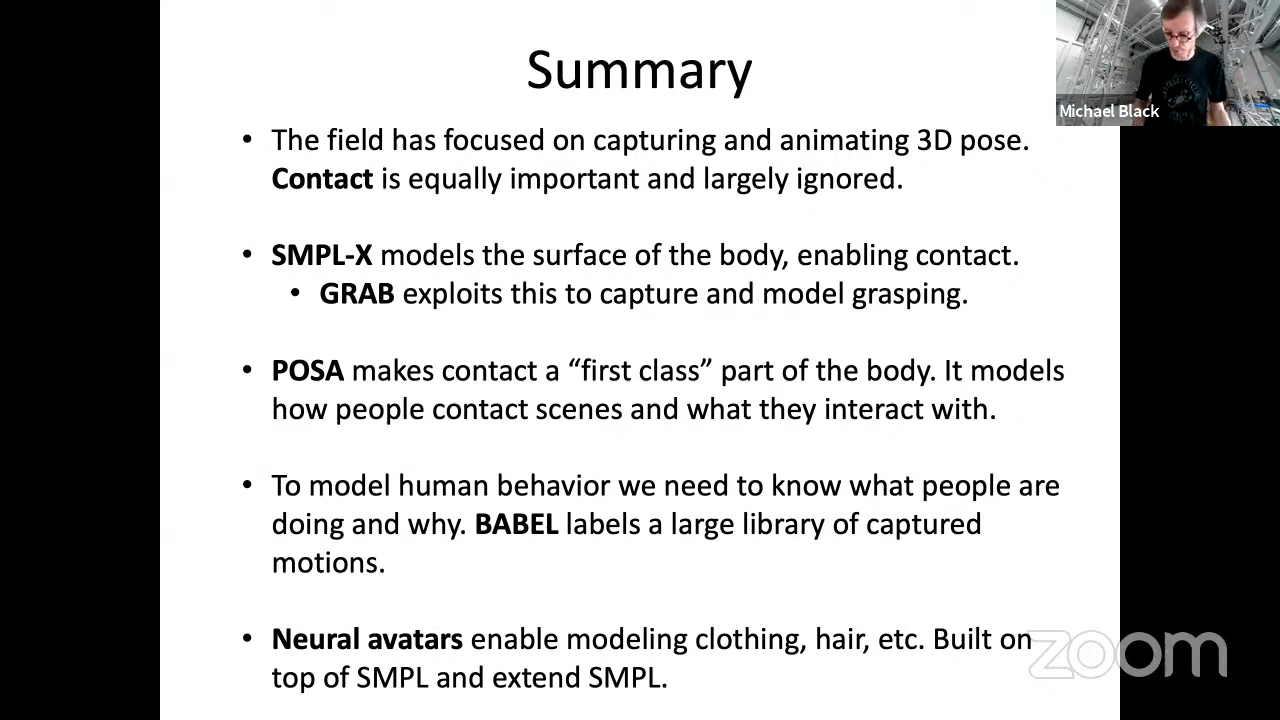 Summary
Michael Black
• The field has focused on capturing and animating 3D pose.
Contact is equally important and largely ignored.
• SMPL-X models the surface of the body, enabling contact.
• GRAB exploits this to capture and model grasping.
• POSA makes contact a “first class” part of the body. It models
how people contact scenes and what they interact with.
• To model human behavior we need to know what people are
doing and why. BABEL labels a large library of captured
motions.
• Neural avatars enable modeling clothing, hair, etc. Built on
top of SMPL and extend SMPL.
zoom